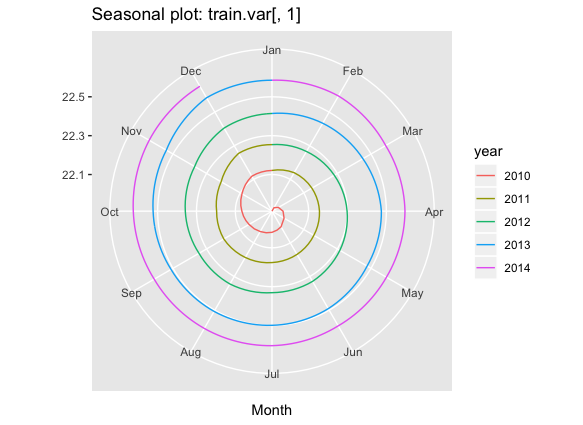 Seasonal plot: train.var[, 1]
Jan
Dec
Feb
22.5
22.3
Nov
Mar
22.1
Oct
Apr
Sep
May
Aug
Jun
Jul
Month
year
2010
2011
2012
2013
2014